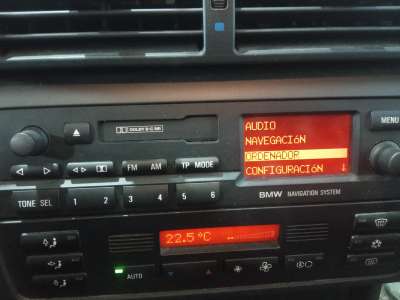 DOLBY B-C NR
AUDIO
NAVEGACIÓN
ORDENADOR
CONFIGURACIÓN ↓
MENU
FM AM TP MODE
TONE SEL 1 2 3 4 5 6
BMW NAVIGATION SYSTEM
22.5°C
AUTO